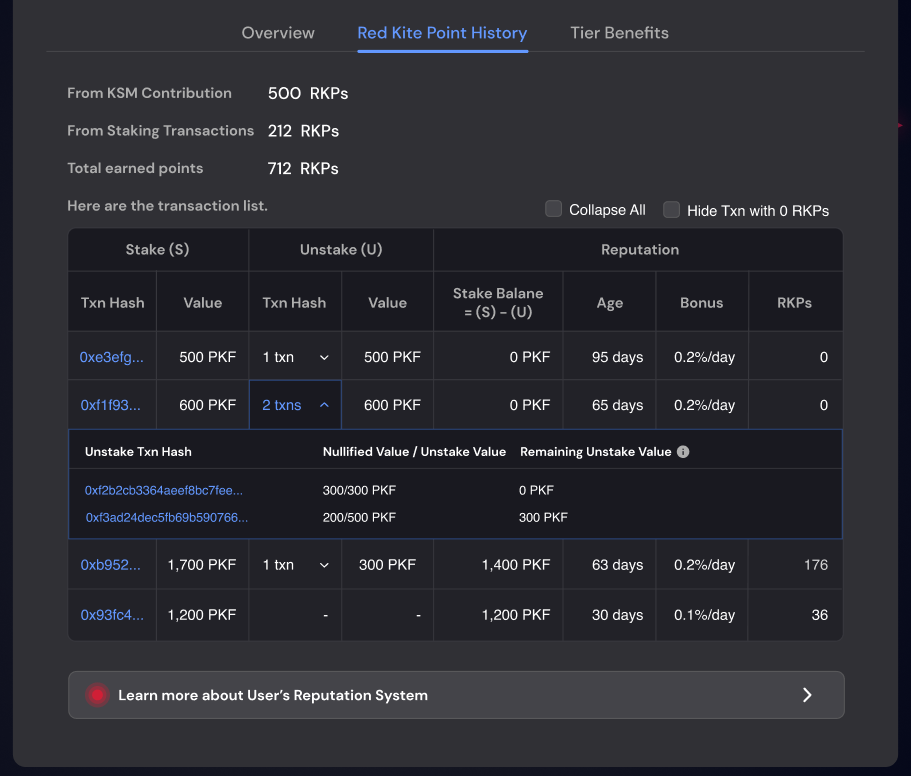 Overview Red Kite Point History Tier Benefits
From KSM Contribution 500 RKPs
From Staking Transactions 212 RKPs
Total earned points 712 RKPs
Here are the transaction list.
Collapse All Hide Txn with 0 RKPs
Stake (S) Unstake (U) Reputation
Txn Hash Value Txn Hash Value Stake Balane = (S) - (U) Age Bonus RKPs
0xe3efg... 500 PKF 1 txn 500 PKF 0 PKF 95 days 0.2%/day 0
0xf1f93... 600 PKF 2 txns 600 PKF 0 PKF 65 days 0.2%/day 0
Unstake Txn Hash Nullified Value / Unstake Value Remaining Unstake Value
0xf2b2cb3364aeef8bc7fee... 300/300 PKF 0 PKF
0xf3ad24dec5fb69b590766... 200/500 PKF 300 PKF
0xb952... 1,700 PKF 1 txn 300 PKF 1,400 PKF 63 days 0.2%/day 176
0x93fc4... 1,200 PKF - - 1,200 PKF 30 days 0.1%/day 36
Learn more about User's Reputation System